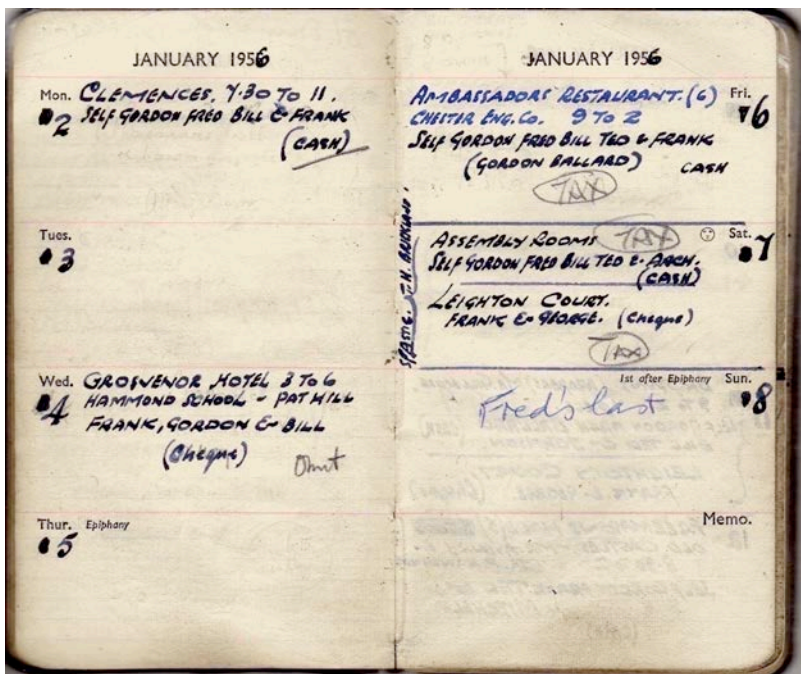 JANUARY 1956
Mon. CLEMENCES. 7.30 TO 11.
2 SELF GORDON FRED BILL & FRANK
(CASH)
Tues.
3
Wed. GROSVENOR HOTEL 3 TO 6
4 HAMMOND SCHOOL - PAT HILL
FRANK, GORDON & BILL
(Cheque) Omit
Thur. Epiphany
5
JANUARY 1956
AMBASSADORS RESTAURANT. (6) Fri.
CHESTER ENG. CO. 9 TO 2 6
SELF GORDON FRED BILL TED & FRANK
(GORDON BALLARD) CASH
TAX
ASSEMBLY ROOMS TAX Sat.
SELF GORDON FRED BILL TED & ARCH. 7
(CASH)
LEIGHTON COURT.
FRANK & GEORGE. (Cheque)
TAX
1st after Epiphany Sun.
Fred's last 8
Memo.